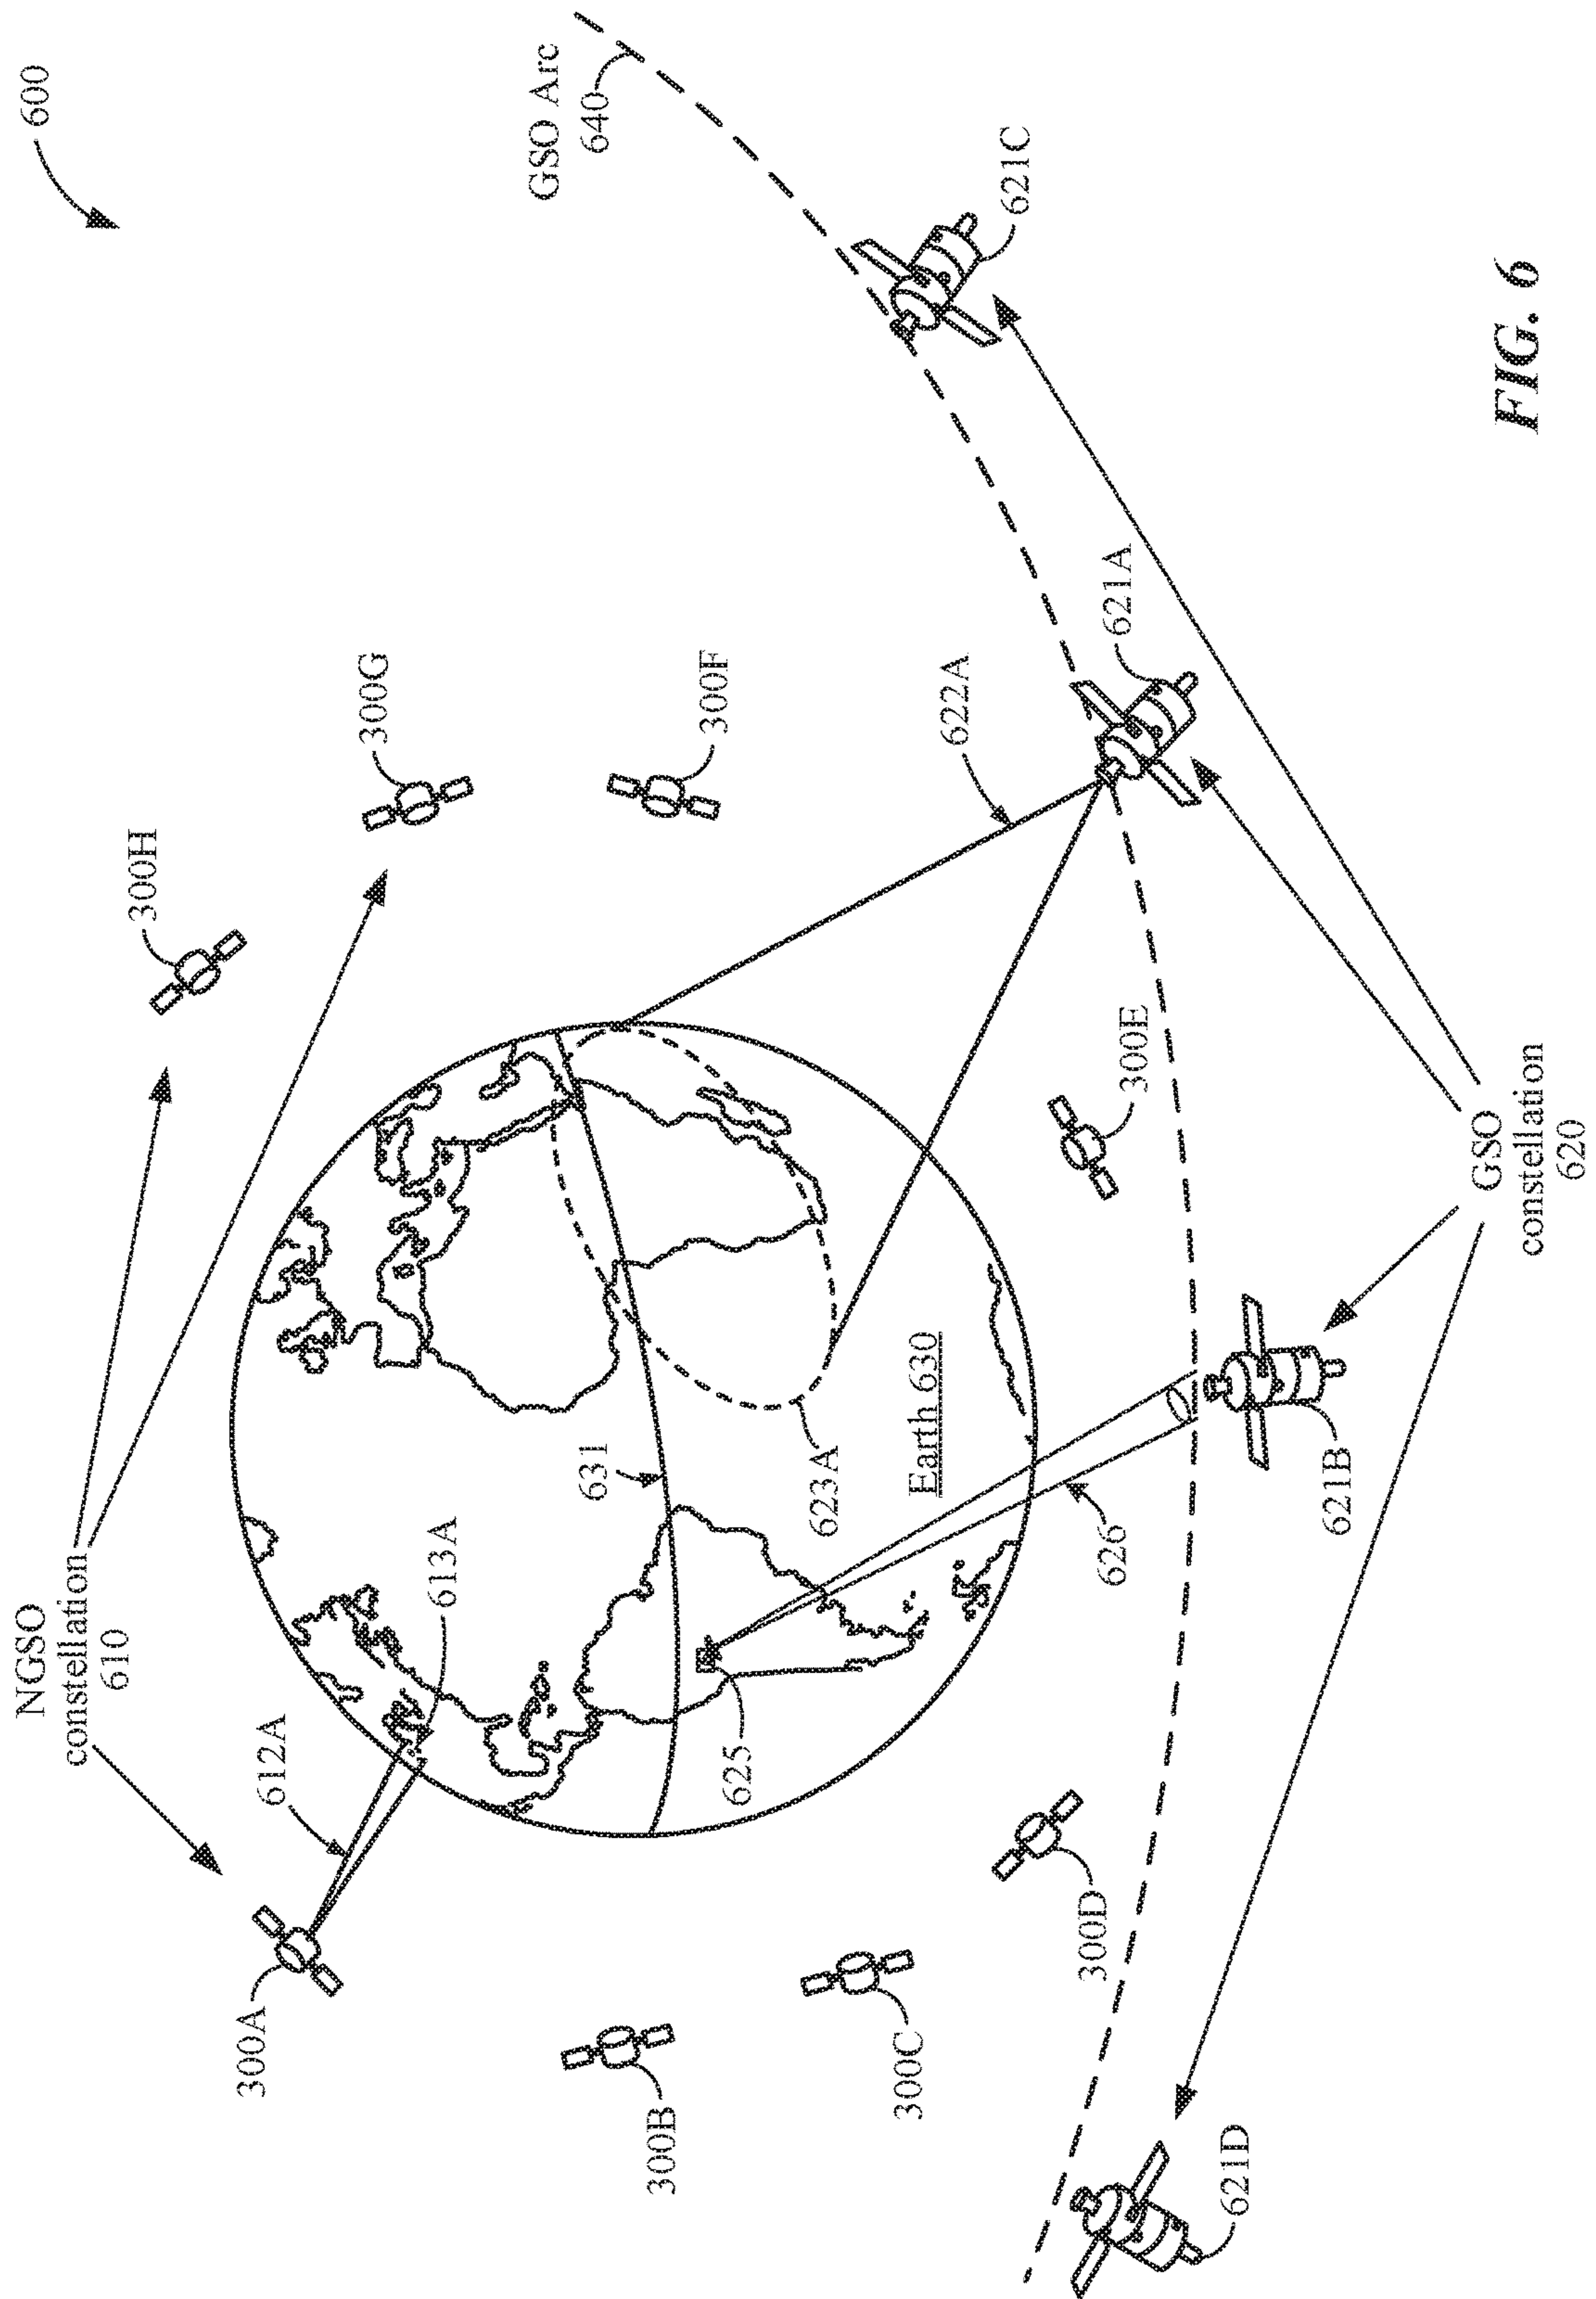 600
NGSO
constellation
610
300H
300G
300F
GSO Arc
640
621C
300A
612A
613A
631
622A
621A
300B
625
623A
Earth 630
300E
300C
300D
626
621B
621D
GSO
constellation
620
FIG. 6